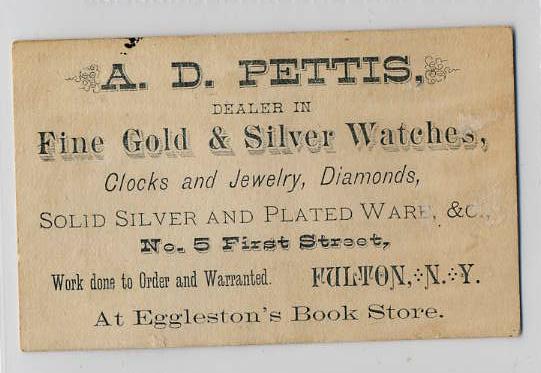 A. D. PETTIS,
DEALER IN
Fine Gold & Silver Watches,
Clocks and Jewelry, Diamonds,
SOLID SILVER AND PLATED WARE, &c.,
No. 5 First Street,
Work done to Order and Warranted. FULTON, N. Y.
At Eggleston's Book Store.